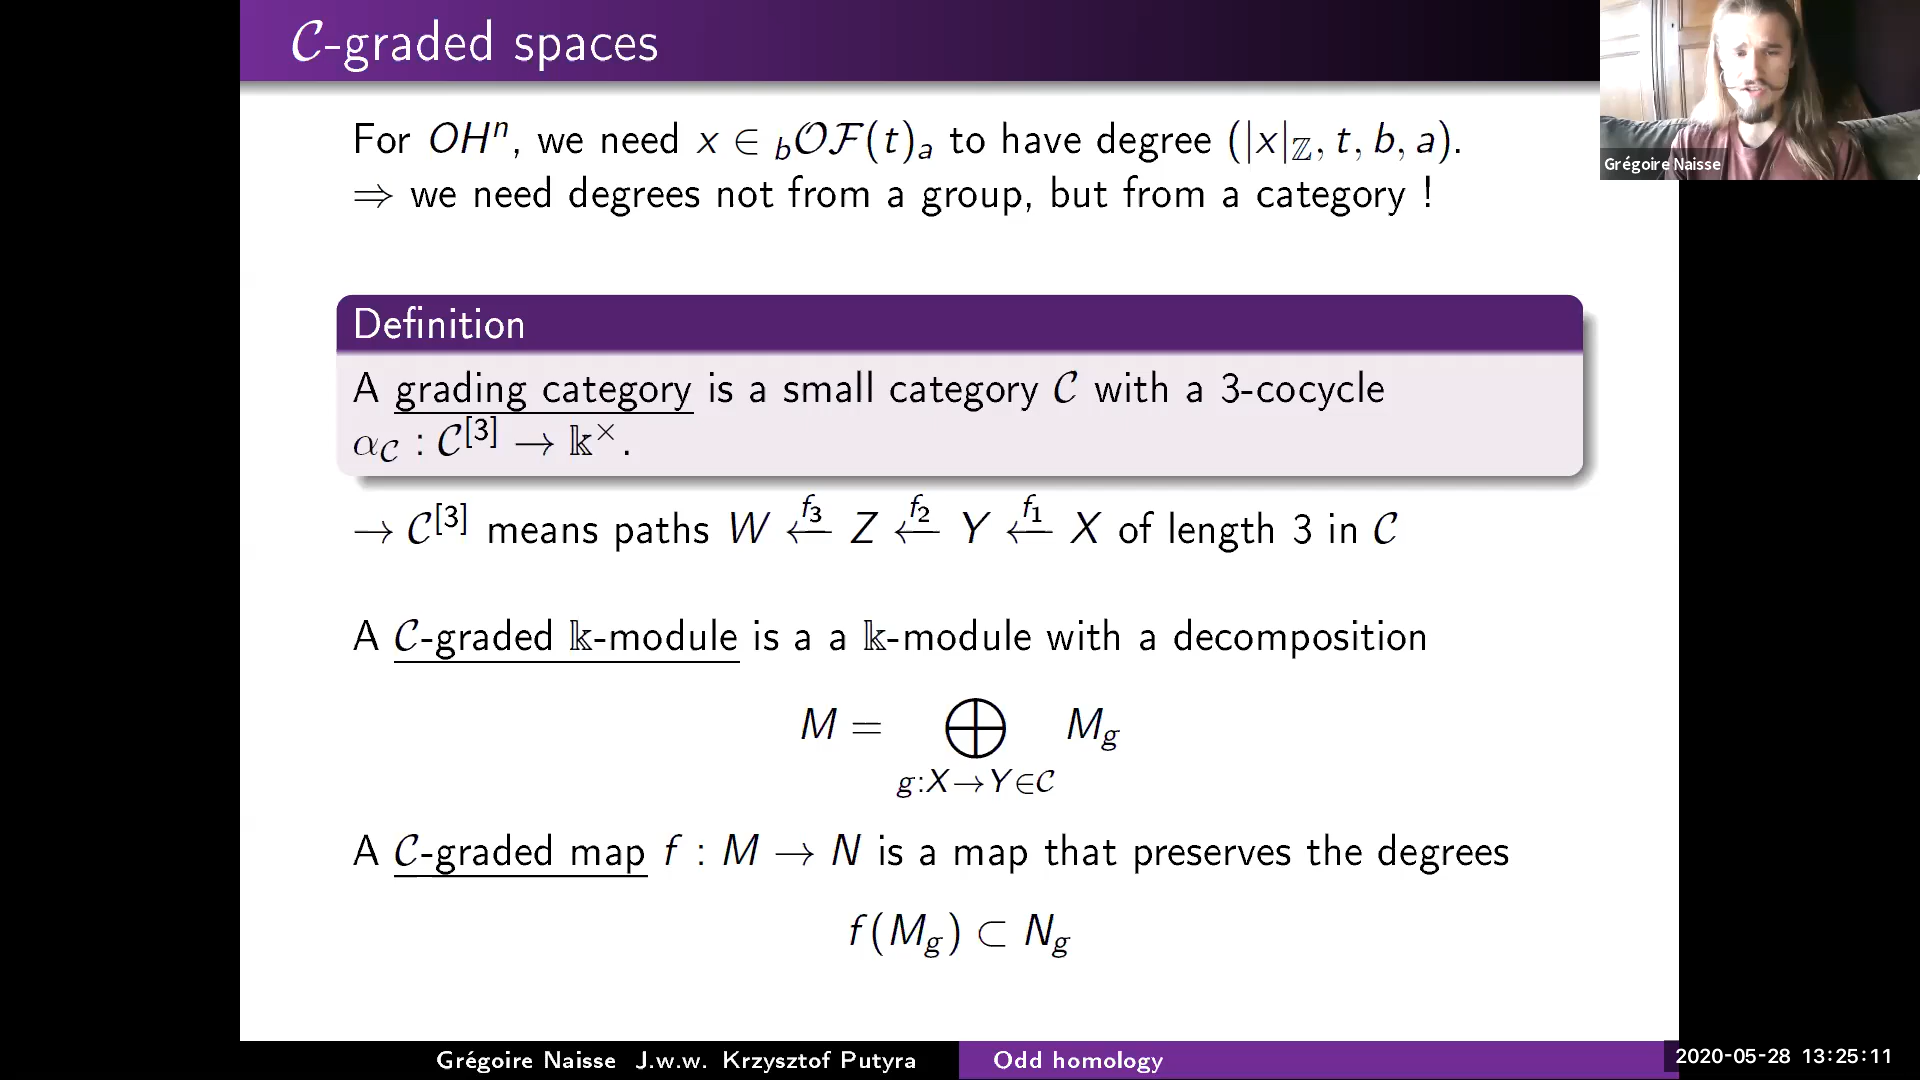 𝒞-graded spaces
For OHⁿ, we need x ∈ _b𝒪ℱ(t)_a to have degree (|x|_ℤ, t, b, a).
⇒ we need degrees not from a group, but from a category !
Grégoire Naisse
Definition
A grading category is a small category 𝒞 with a 3-cocycle
α_𝒞 : 𝒞^[3] → 𝕜^×.
→ 𝒞^[3] means paths W ←^{f₃} Z ←^{f₂} Y ←^{f₁} X of length 3 in 𝒞
A 𝒞-graded 𝕜-module is a a 𝕜-module with a decomposition
M = ⨁_{g:X→Y∈𝒞} M_g
A 𝒞-graded map f : M → N is a map that preserves the degrees
f(M_g) ⊂ N_g
Grégoire Naisse J.w.w. Krzysztof Putyra
Odd homology
2020-05-28 13:25:11